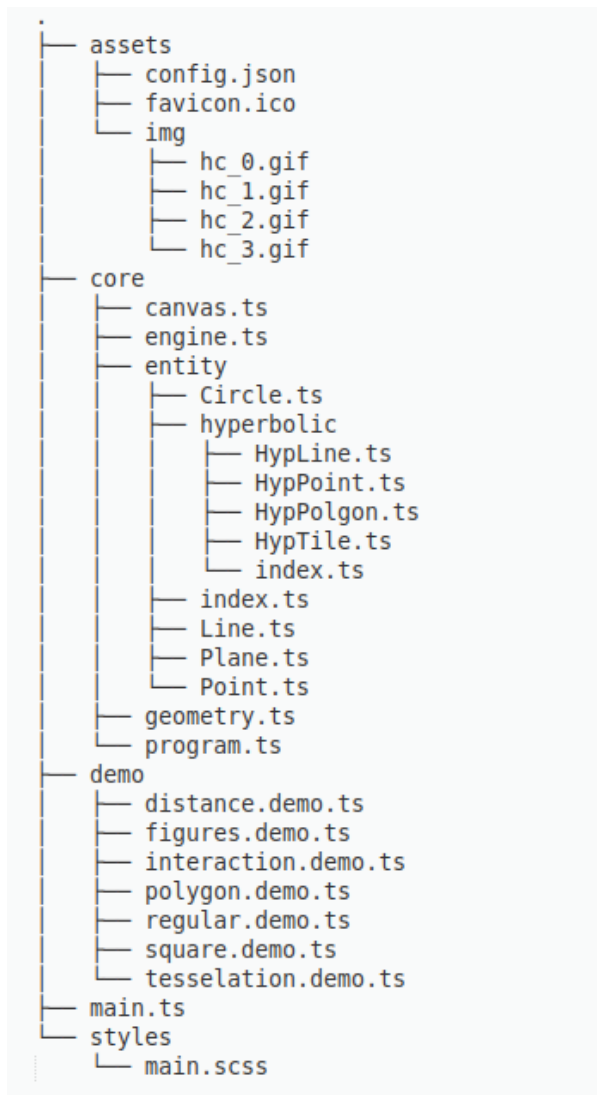 .
├── assets
│   ├── config.json
│   ├── favicon.ico
│   └── img
│       ├── hc_0.gif
│       ├── hc_1.gif
│       ├── hc_2.gif
│       └── hc_3.gif
├── core
│   ├── canvas.ts
│   ├── engine.ts
│   ├── entity
│   │   ├── Circle.ts
│   │   ├── hyperbolic
│   │   │   ├── HypLine.ts
│   │   │   ├── HypPoint.ts
│   │   │   ├── HypPolgon.ts
│   │   │   ├── HypTile.ts
│   │   │   └── index.ts
│   │   ├── index.ts
│   │   ├── Line.ts
│   │   ├── Plane.ts
│   │   └── Point.ts
│   ├── geometry.ts
│   └── program.ts
├── demo
│   ├── distance.demo.ts
│   ├── figures.demo.ts
│   ├── interaction.demo.ts
│   ├── polygon.demo.ts
│   ├── regular.demo.ts
│   ├── square.demo.ts
│   └── tesselation.demo.ts
├── main.ts
└── styles
    └── main.scss